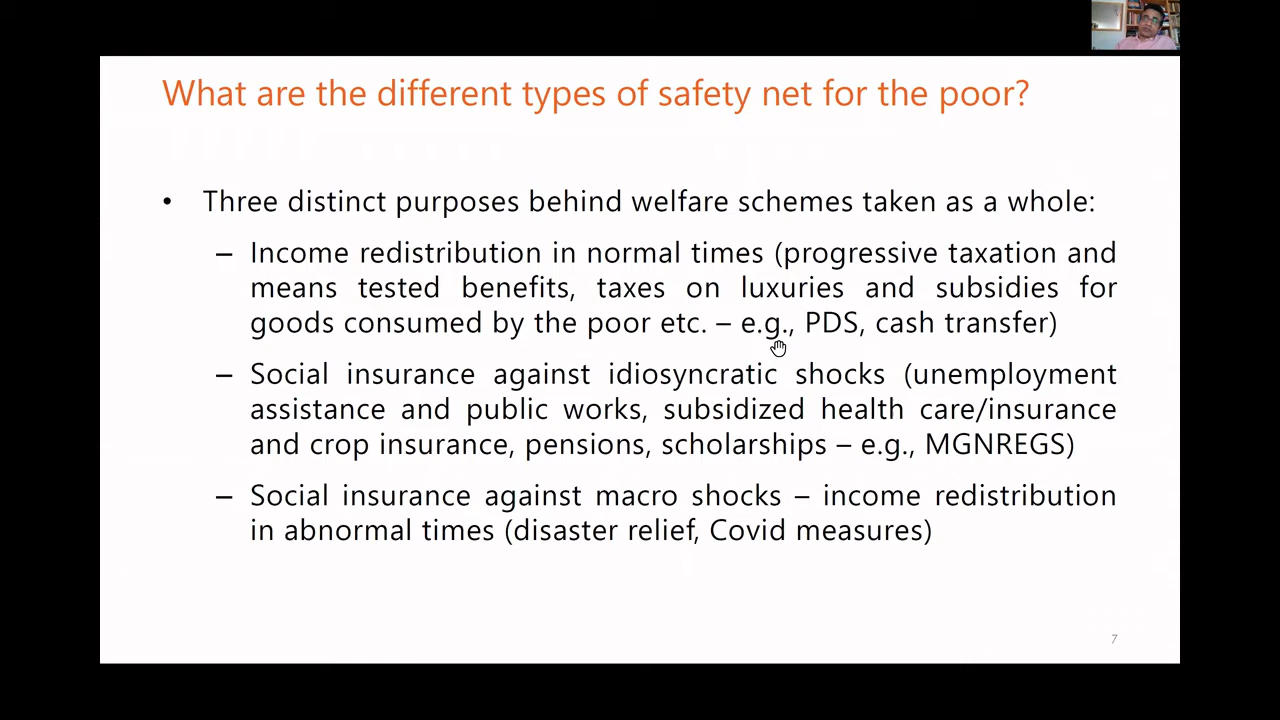 What are the different types of safety net for the poor?
• Three distinct purposes behind welfare schemes taken as a whole:
– Income redistribution in normal times (progressive taxation and
means tested benefits, taxes on luxuries and subsidies for
goods consumed by the poor etc. – e.g., PDS, cash transfer)
– Social insurance against idiosyncratic shocks (unemployment
assistance and public works, subsidized health care/insurance
and crop insurance, pensions, scholarships – e.g., MGNREGS)
– Social insurance against macro shocks – income redistribution
in abnormal times (disaster relief, Covid measures)
7